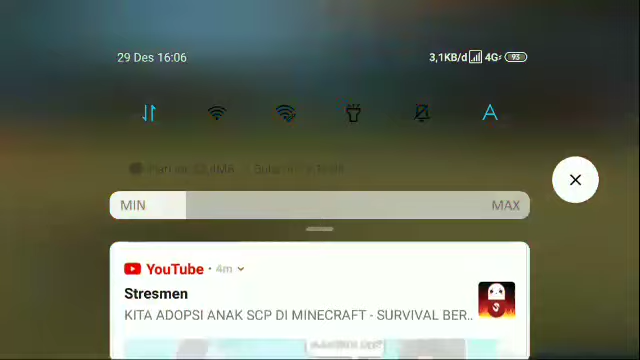 29 Des 16:06
3,1KB/d 4G 93
A
MIN MAX
YouTube • 4m
Stresmen
KITA ADOPSI ANAK SCP DI MINECRAFT - SURVIVAL BER..